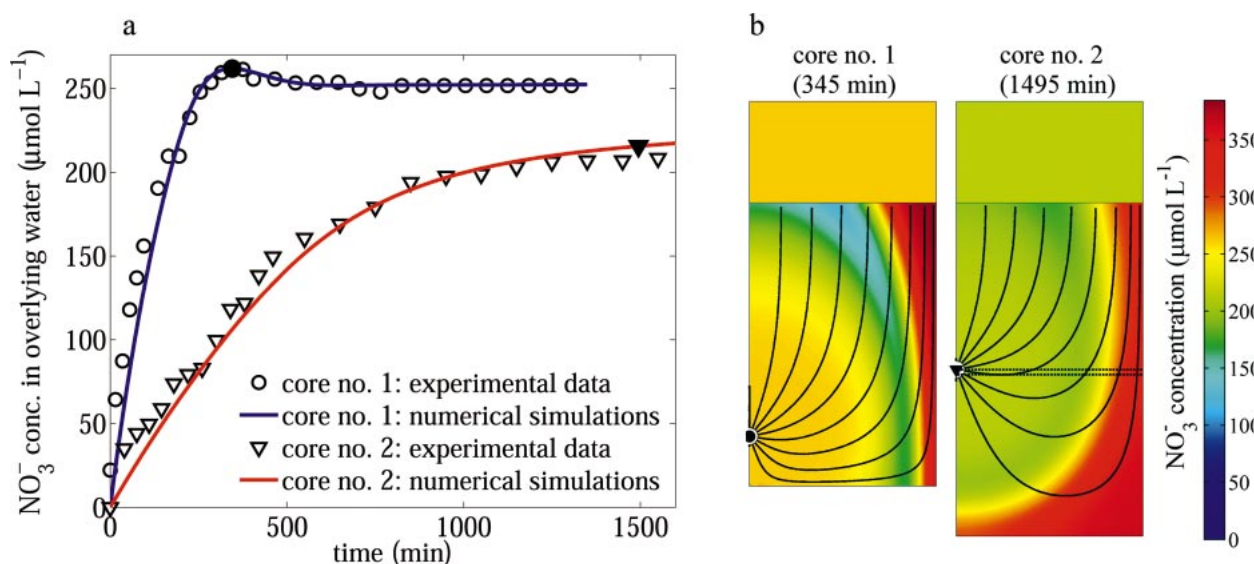 a
NO₃⁻ conc. in overlying water (µmol L⁻¹)
250
200
150
100
50
0
0 500 1000 1500
time (min)
core no. 1: experimental data
core no. 1: numerical simulations
core no. 2: experimental data
core no. 2: numerical simulations
b
core no. 1
(345 min)
core no. 2
(1495 min)
350
300
250
200
150
100
50
0
NO₃⁻ concentration (µmol L⁻¹)